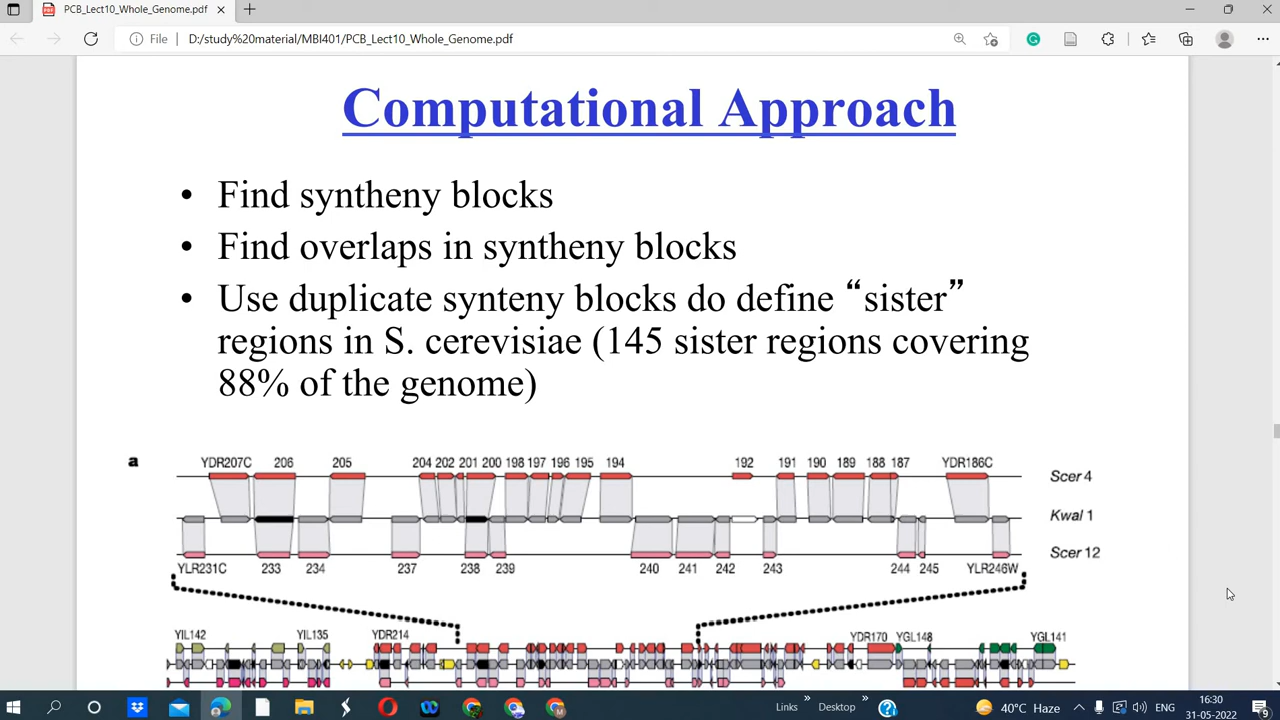 PCB_Lect10_Whole_Genome.pdf
File D:/study%20material/MBI401/PCB_Lect10_Whole_Genome.pdf
Computational Approach
• Find syntheny blocks
• Find overlaps in syntheny blocks
• Use duplicate synteny blocks do define “sister”
regions in S. cerevisiae (145 sister regions covering
88% of the genome)
a YDR207C 206 205 204 202 201 200 198 197 196 195 194 192 191 190 189 188 187 YDR186C
Scer 4
Kwal 1
Scer 12
YLR231C 233 234 237 238 239 240 241 242 243 244 245 YLR246W
YIL142 YIL135 YDR214 YDR170 YGL148 YGL141
Links Desktop 40°C Haze ENG 16:30
31-05-2022 9